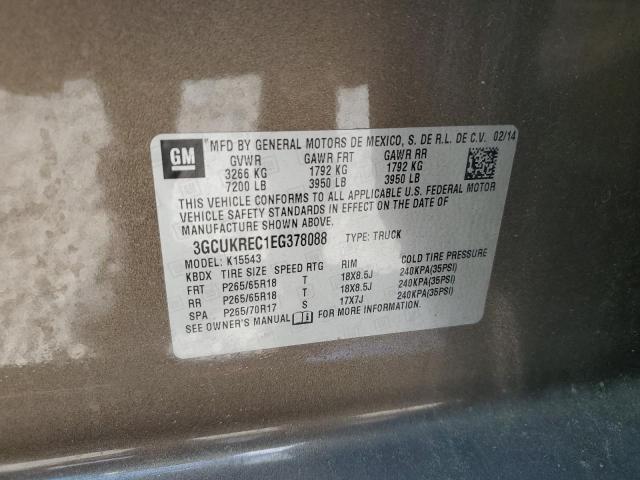 GM
MFD BY GENERAL MOTORS DE MEXICO, S. DE R.L. DE C.V. 02/14
GVWR GAWR FRT GAWR RR
3266 KG 1792 KG 1792 KG
7200 LB 3950 LB 3950 LB
THIS VEHICLE CONFORMS TO ALL APPLICABLE U.S. FEDERAL MOTOR
VEHICLE SAFETY STANDARDS IN EFFECT ON THE DATE OF
MANUFACTURE SHOWN ABOVE.
3GCUKREC1EG378088 TYPE: TRUCK
MODEL: K15543
KBDX TIRE SIZE SPEED RTG RIM COLD TIRE PRESSURE
FRT P265/65R18 T 18X8.5J 240KPA(35PSI)
RR P265/65R18 T 18X8.5J 240KPA(35PSI)
SPA P265/70R17 S 17X7J 240KPA(35PSI)
SEE OWNER'S MANUAL FOR MORE INFORMATION.